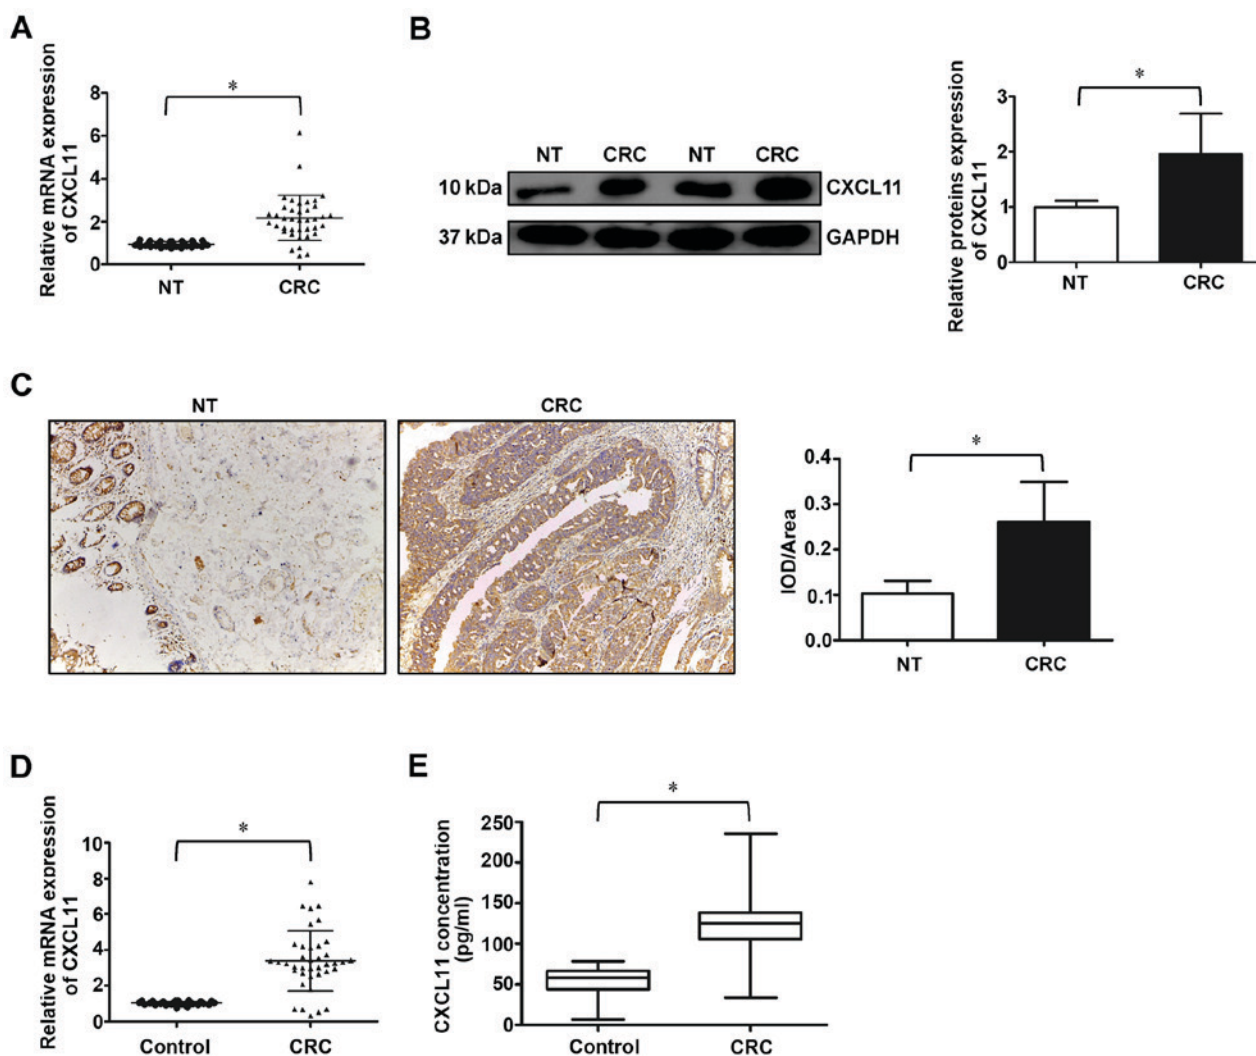 A
Relative mRNA expression
of CXCL11
8
6
4
2
0
*
NT
CRC
B
NT CRC NT CRC
10 kDa
CXCL11
37 kDa
GAPDH
Relative proteins expression
of CXCL11
3
2
1
0
*
NT
CRC
C
NT
CRC
IOD/Area
0.4
0.3
0.2
0.1
0.0
*
NT
CRC
D
Relative mRNA expression
of CXCL11
10
8
6
4
2
0
*
Control
CRC
E
CXCL11 concentration
(pg/ml)
250
200
150
100
50
0
*
Control
CRC